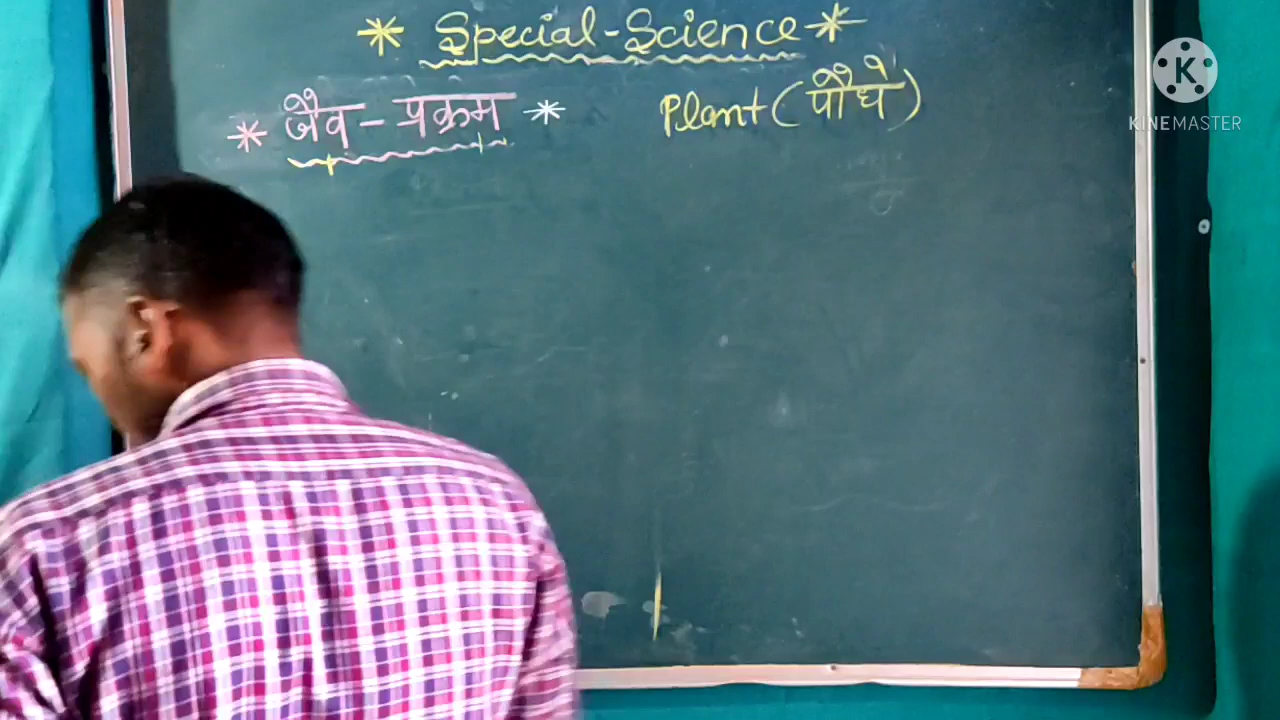 * Special-Science *
* जैव-प्रक्रम * Plant (पौधे)
K
KINEMASTER